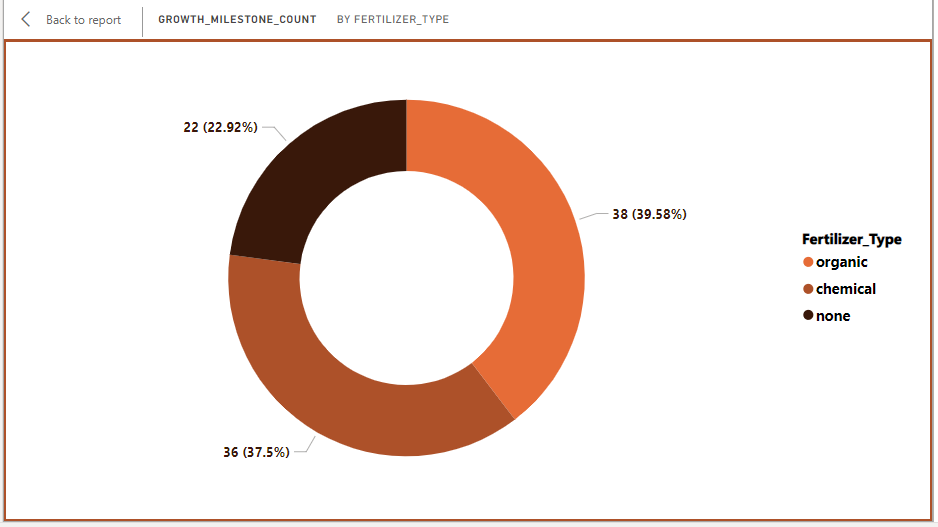 Back to report
GROWTH_MILESTONE_COUNT
BY FERTILIZER_TYPE
22 (22.92%)
38 (39.58%)
36 (37.5%)
Fertilizer_Type
organic
chemical
none